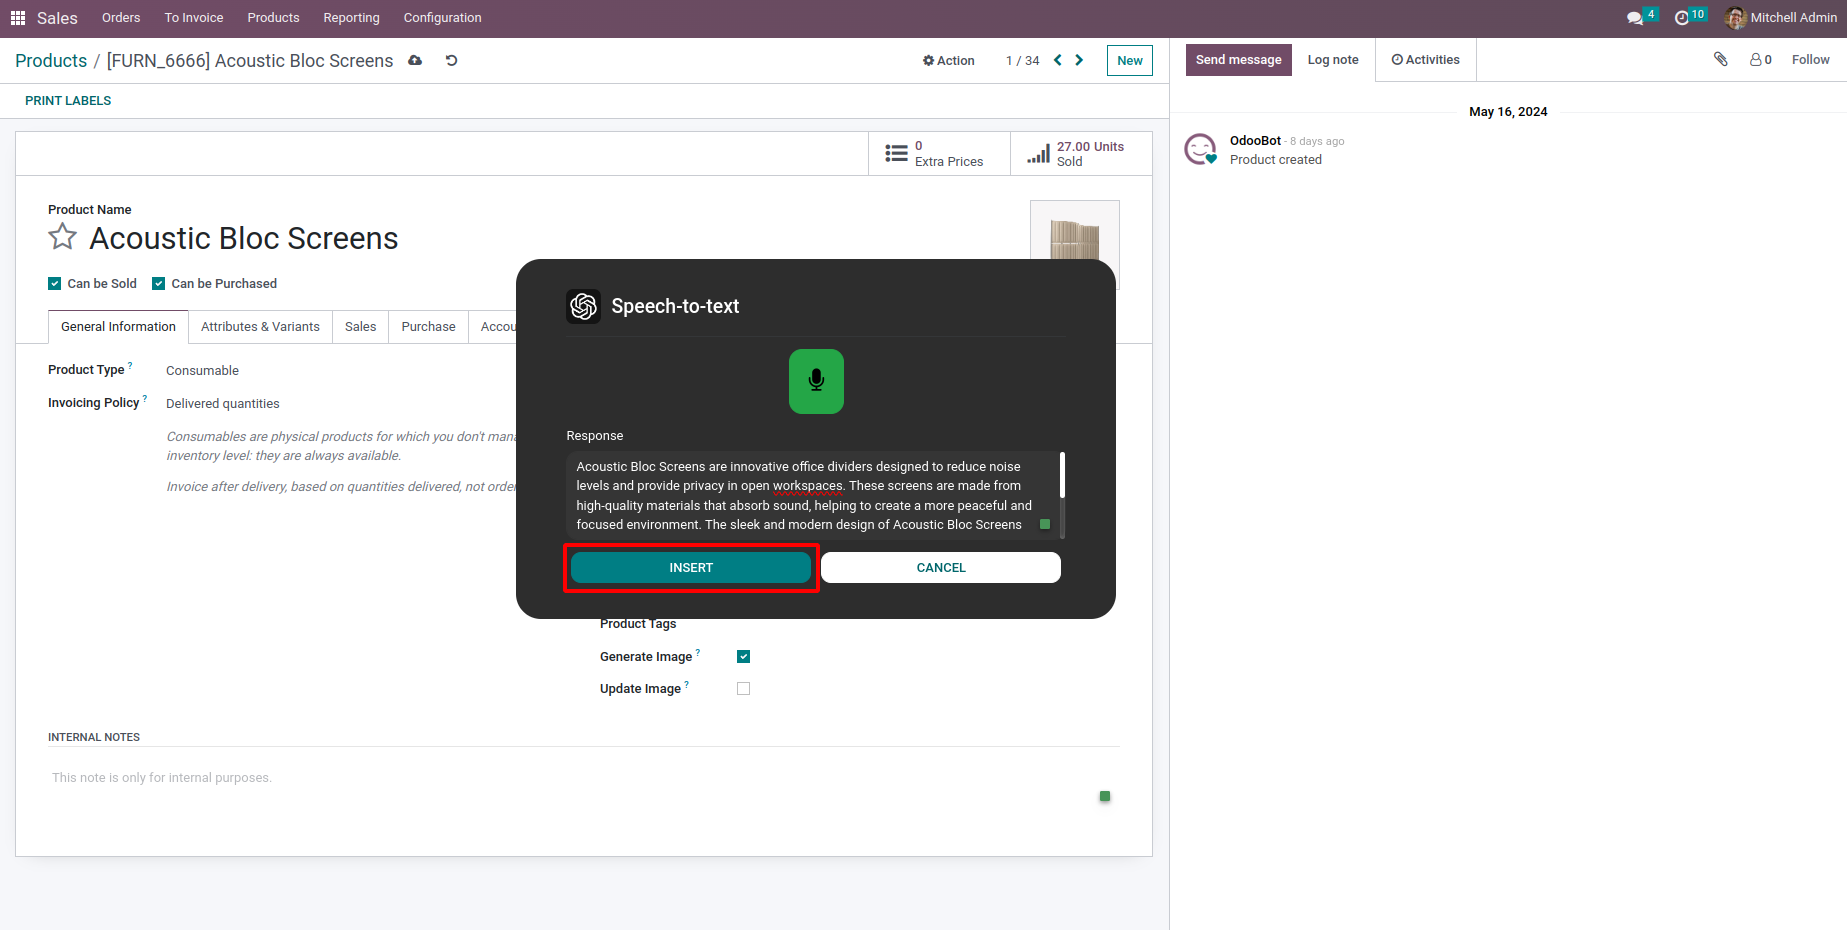 Sales Orders To Invoice Products Reporting Configuration 4 10 Mitchell Admin
Products / [FURN_6666] Acoustic Bloc Screens Action 1 / 34 New
Send message Log note Activities 0 Follow
PRINT LABELS
May 16, 2024
OdooBot - 8 days ago
Product created
0
Extra Prices
27.00 Units
Sold
Product Name
Acoustic Bloc Screens
Can be Sold Can be Purchased
General Information Attributes & Variants Sales Purchase Accou
Product Type ? Consumable
Invoicing Policy ? Delivered quantities
Consumables are physical products for which you don't mana
inventory level: they are always available.
Invoice after delivery, based on quantities delivered, not order
Speech-to-text
Response
Acoustic Bloc Screens are innovative office dividers designed to reduce noise
levels and provide privacy in open workspaces. These screens are made from
high-quality materials that absorb sound, helping to create a more peaceful and
focused environment. The sleek and modern design of Acoustic Bloc Screens
INSERT CANCEL
Product Tags
Generate Image ?
Update Image ?
INTERNAL NOTES
This note is only for internal purposes.